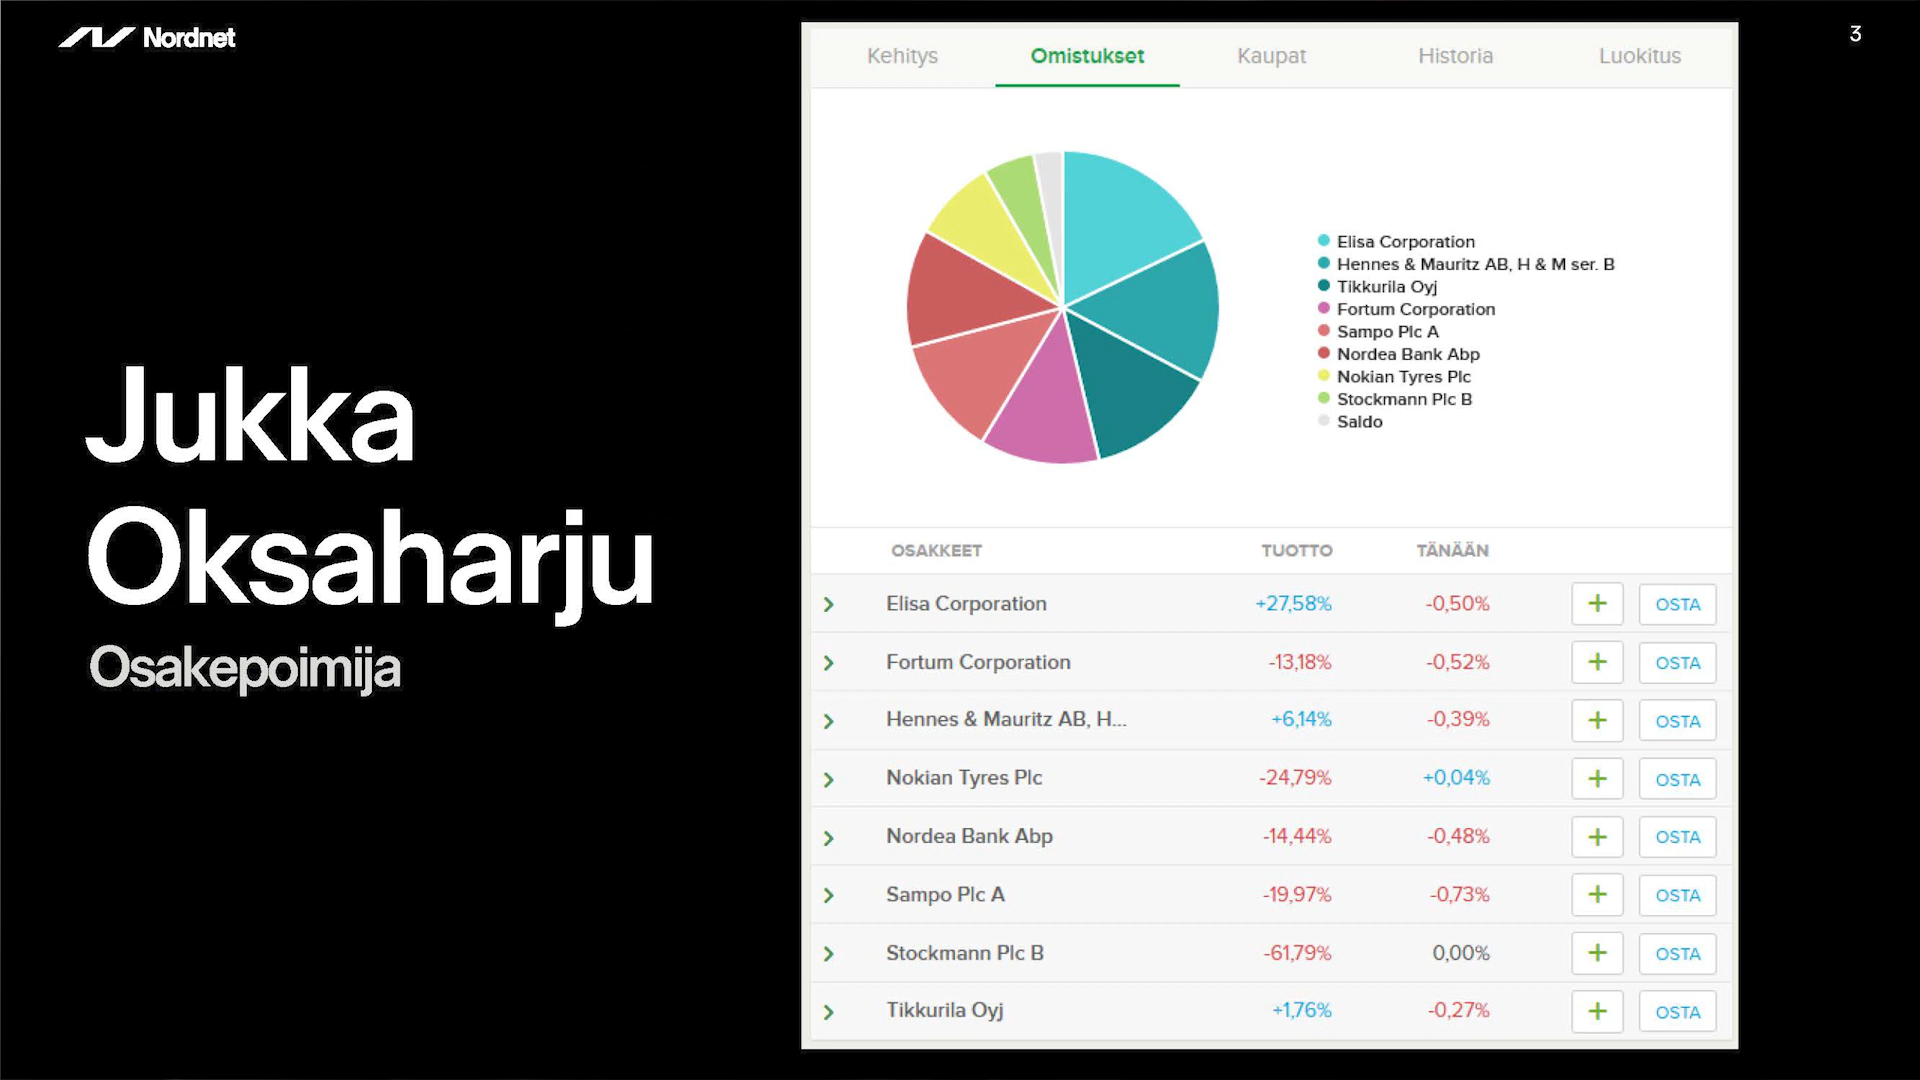 Nordnet
3
Jukka
Oksaharju
Osakepoimija
Kehitys Omistukset Kaupat Historia Luokitus
Elisa Corporation
Hennes & Mauritz AB, H & M ser. B
Tikkurila Oyj
Fortum Corporation
Sampo Plc A
Nordea Bank Abp
Nokian Tyres Plc
Stockmann Plc B
Saldo
OSAKKEET TUOTTO TÄNÄÄN
Elisa Corporation +27,58% -0,50% + OSTA
Fortum Corporation -13,18% -0,52% + OSTA
Hennes & Mauritz AB, H... +6,14% -0,39% + OSTA
Nokian Tyres Plc -24,79% +0,04% + OSTA
Nordea Bank Abp -14,44% -0,48% + OSTA
Sampo Plc A -19,97% -0,73% + OSTA
Stockmann Plc B -61,79% 0,00% + OSTA
Tikkurila Oyj +1,76% -0,27% + OSTA